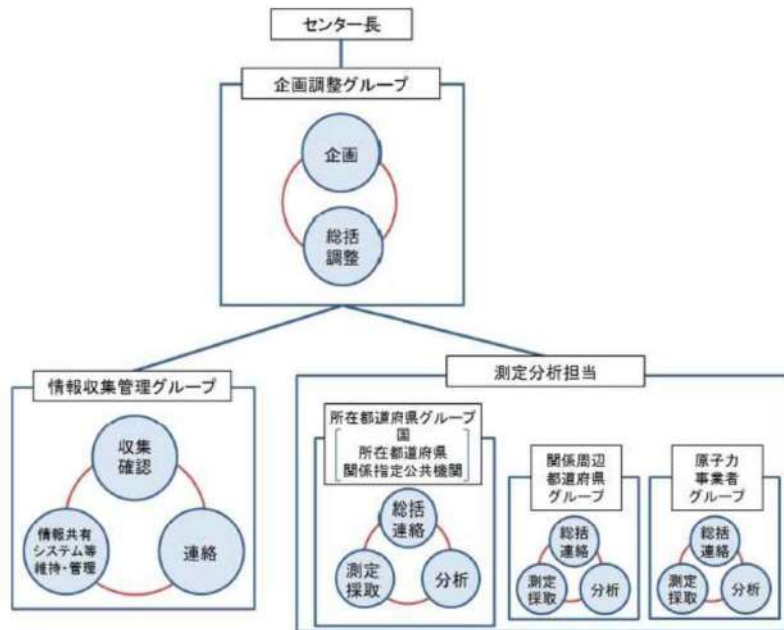 センター長
企画調整グループ
企画
総括
調整
情報収集管理グループ
収集
確認
情報共有
システム等
維持・管理
連絡
測定分析担当
所在都道府県グループ
国
所在都道府県
関係指定公共機関
総括
連絡
測定
採取
分析
関係周辺
都道府県
グループ
総括
連絡
測定
採取
分析
原子力
事業者
グループ
総括
連絡
測定
採取
分析